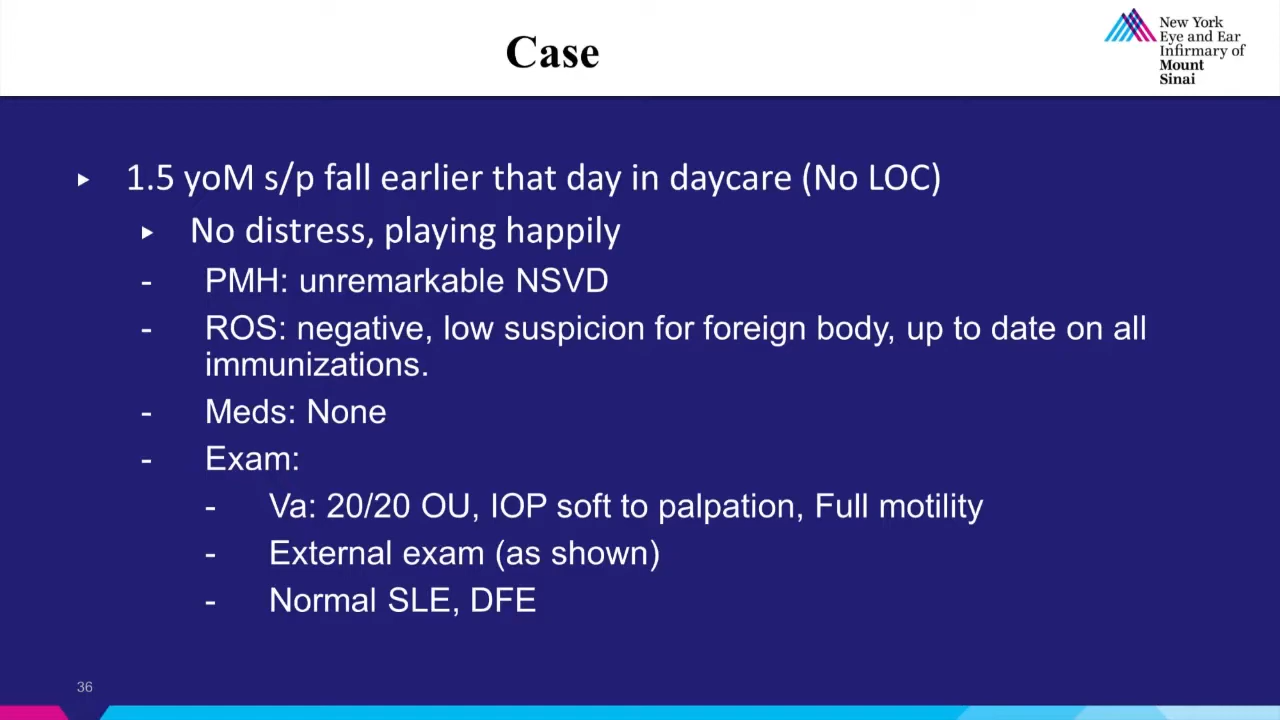 Case
New York
Eye and Ear
Infirmary of
Mount
Sinai
▸ 1.5 yoM s/p fall earlier that day in daycare (No LOC)
▸ No distress, playing happily
- PMH: unremarkable NSVD
- ROS: negative, low suspicion for foreign body, up to date on all
immunizations.
- Meds: None
- Exam:
- Va: 20/20 OU, IOP soft to palpation, Full motility
- External exam (as shown)
- Normal SLE, DFE
36